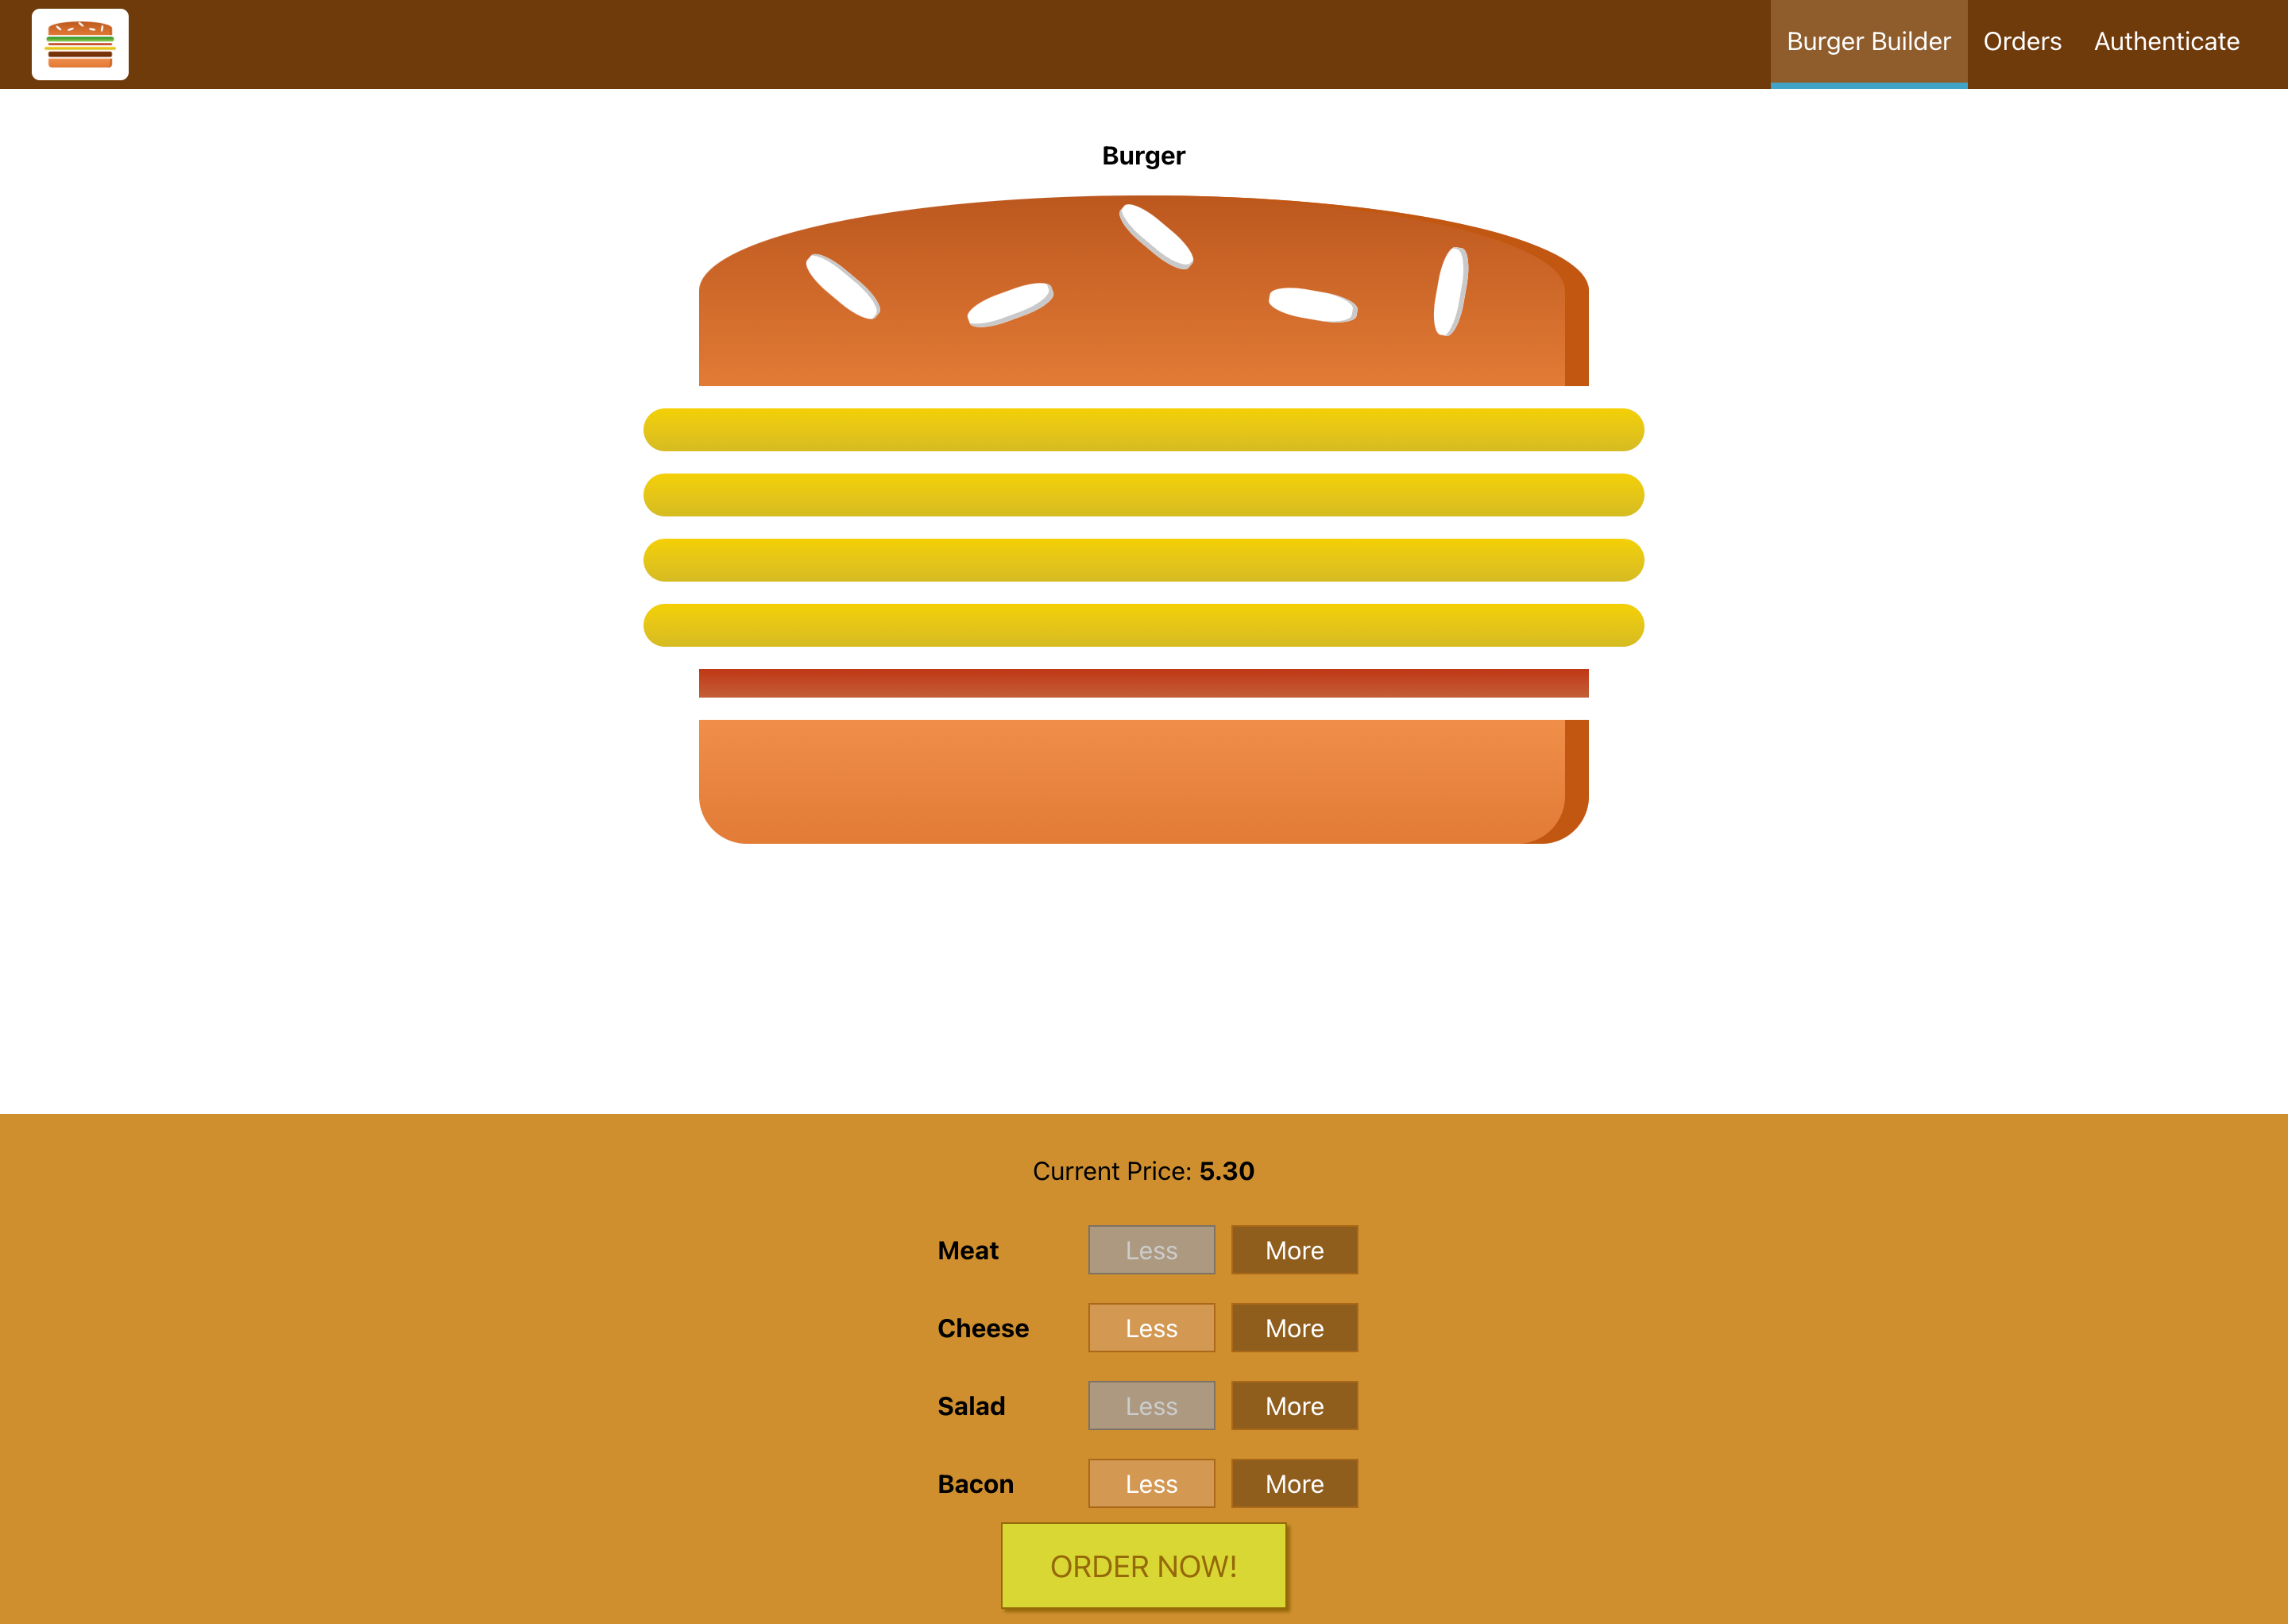 Burger Builder Orders Authenticate
Burger
Current Price: 5.30
Meat Less More
Cheese Less More
Salad Less More
Bacon Less More
ORDER NOW!